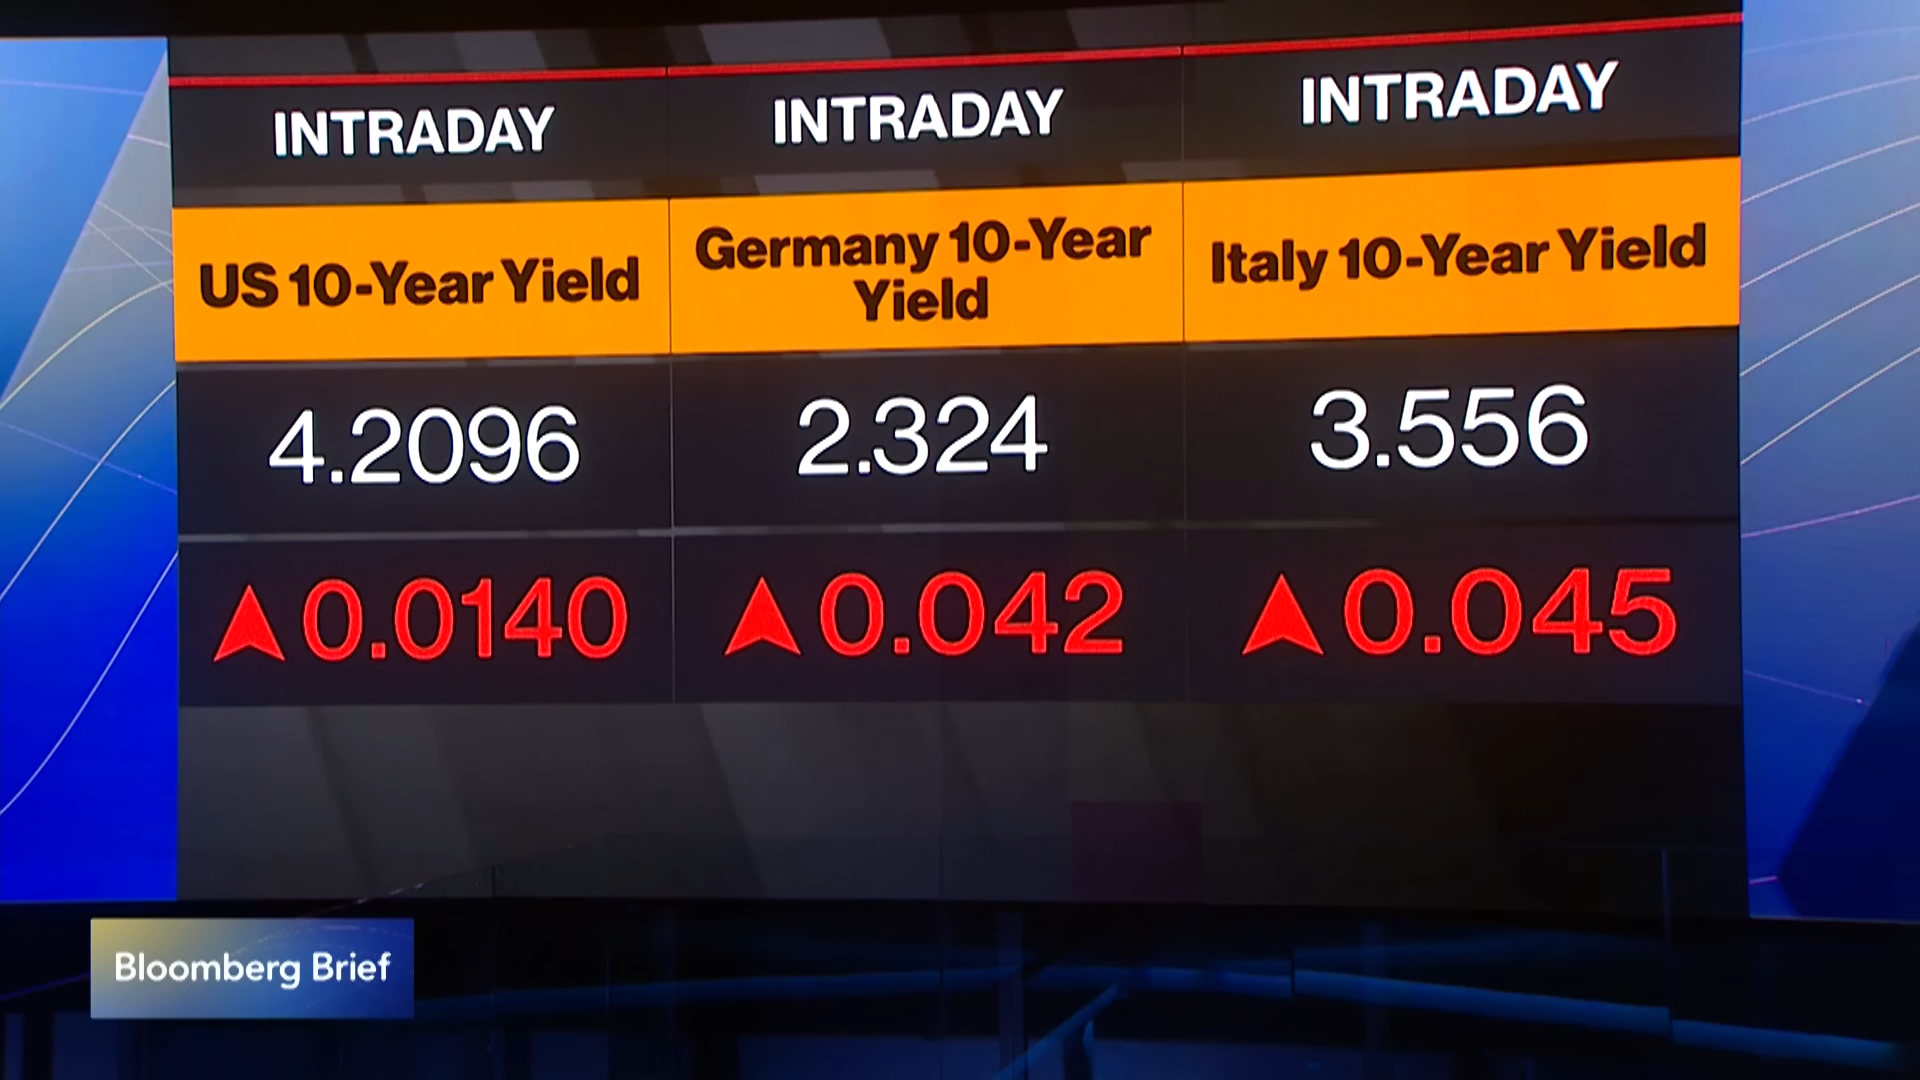 INTRADAY
INTRADAY
INTRADAY
US 10-Year Yield
Germany 10-Year
Yield
Italy 10-Year Yield
4.2096
2.324
3.556
▲0.0140
▲0.042
▲0.045
Bloomberg Brief